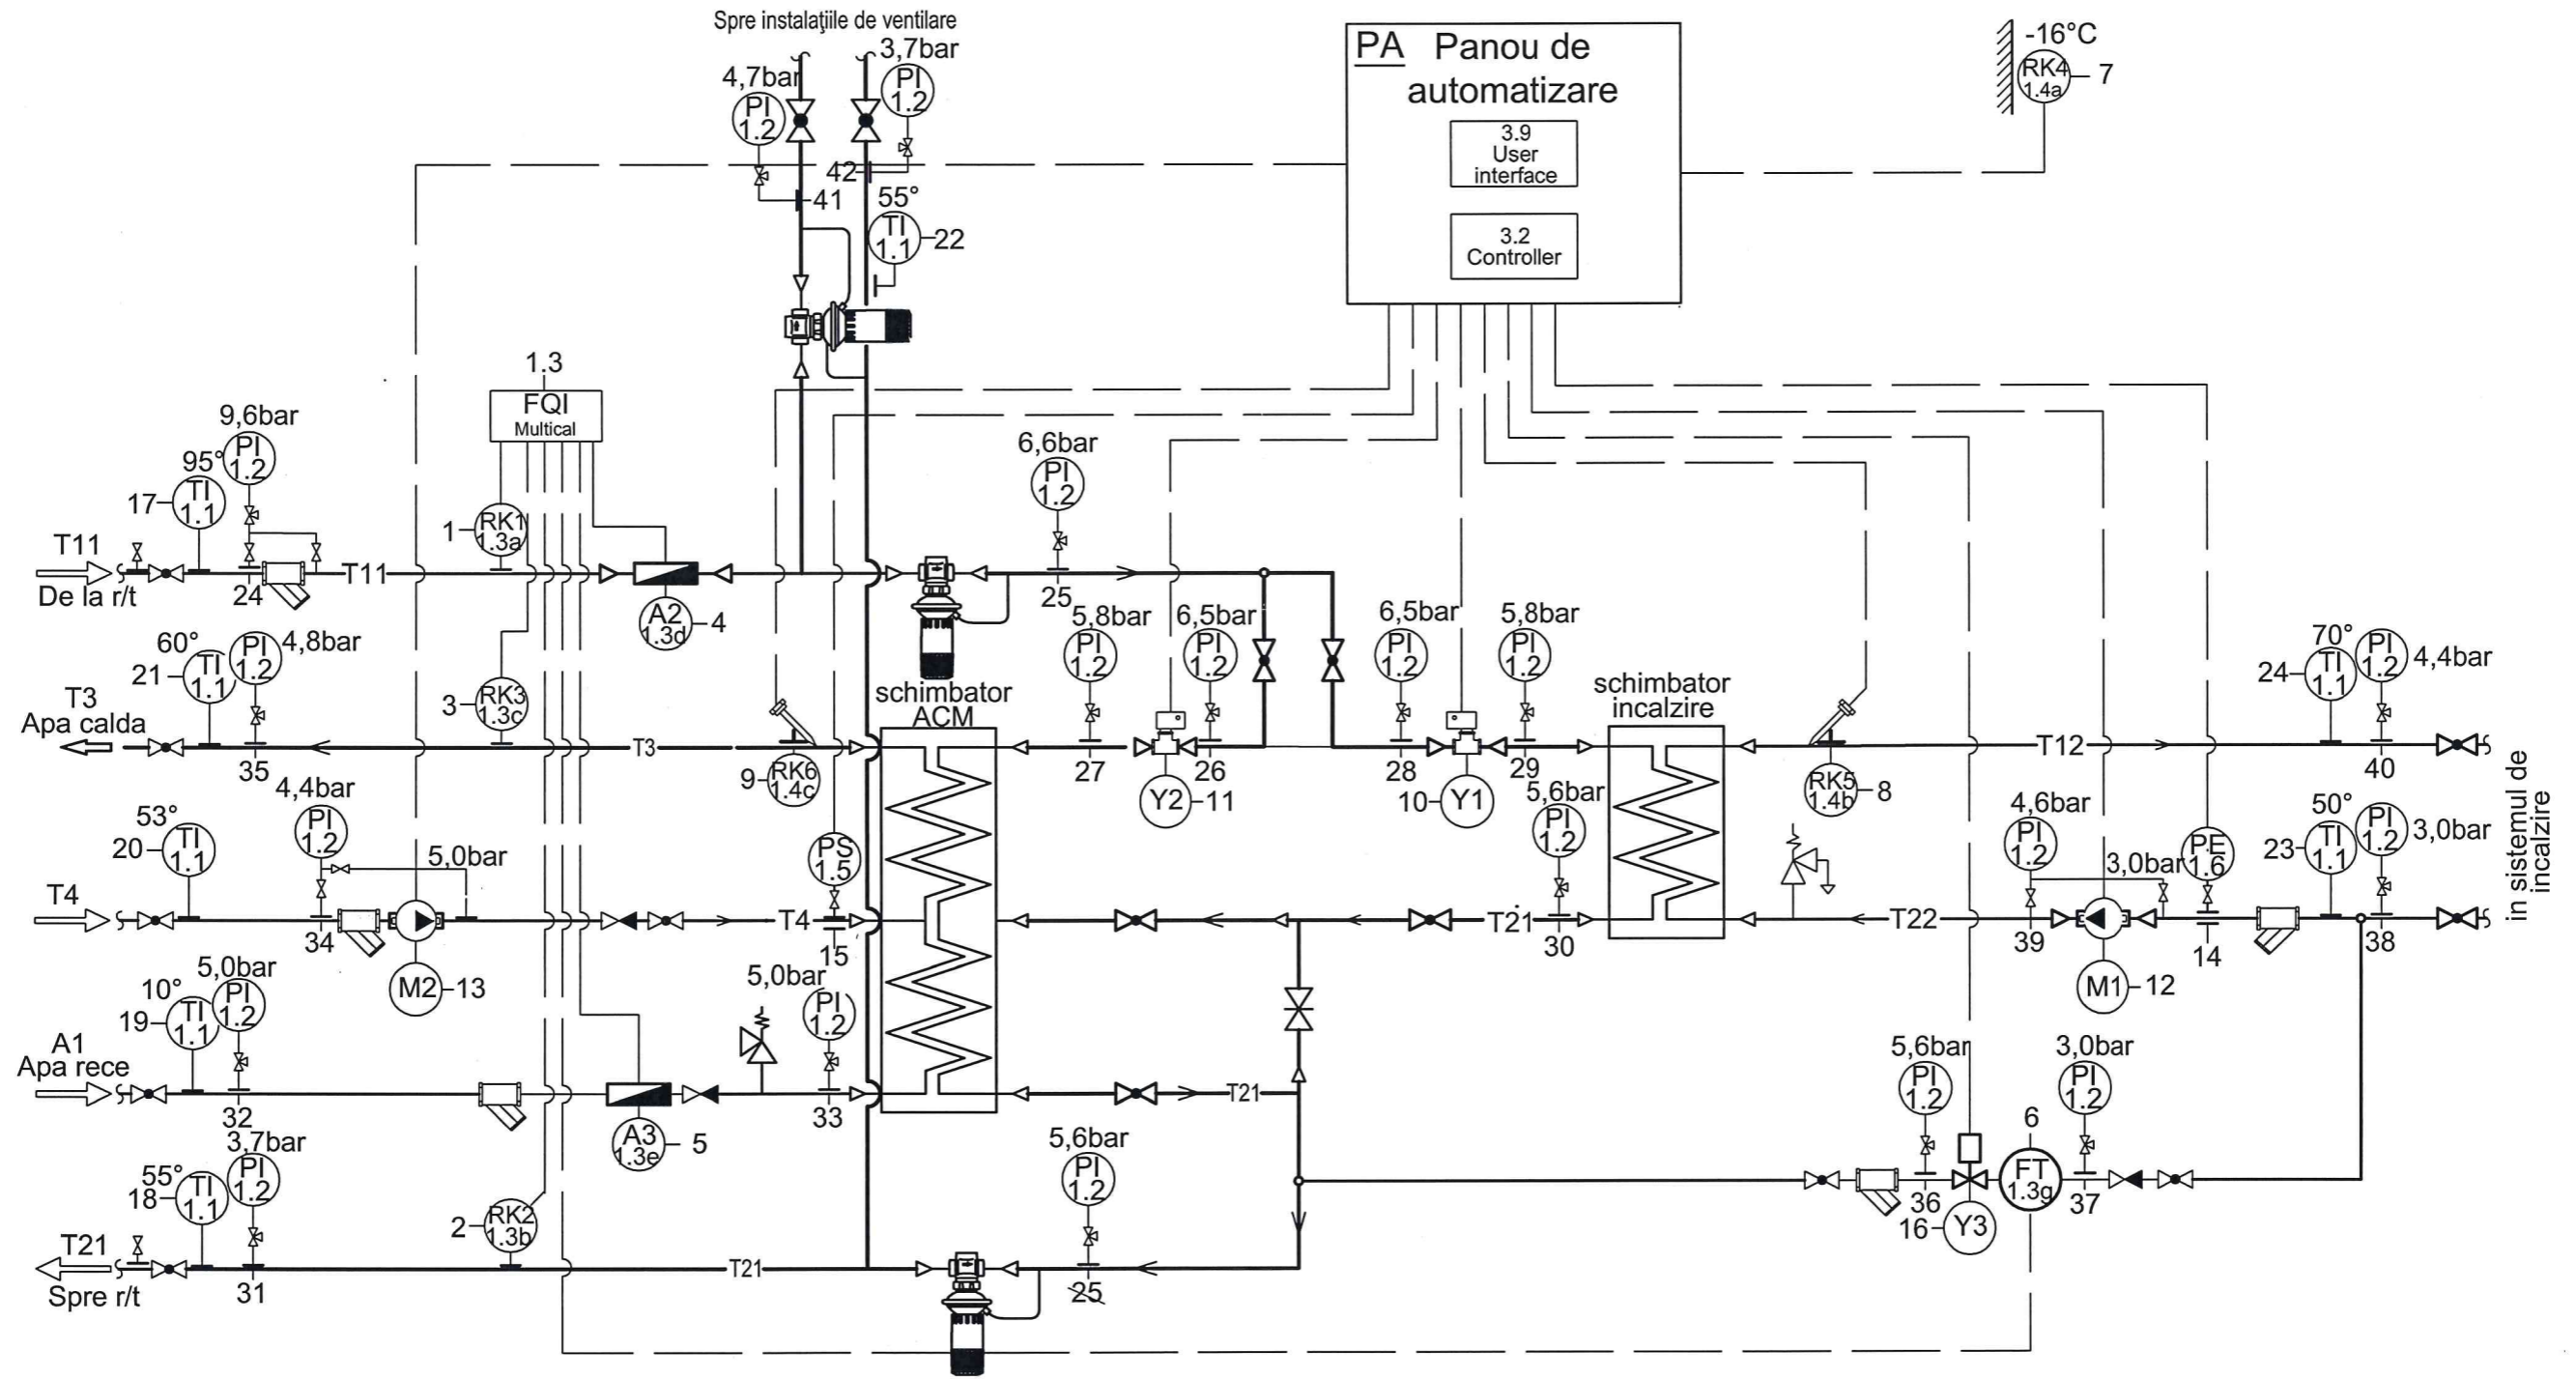 Spre instalaţiile de ventilare
4,7bar
PI
1.2
3,7bar
PI
1.2
42
41
55°
TI
1.1
22
PA Panou de
automatizare
3.9
User
interface
3.2
Controller
-16°C
RK4
1.4a
7
1.3
FQI
Multical
9,6bar
PI
1.2
95°
TI
1.1
17
T11
De la r/t
24
T11
1
RK1
1.3a
A2
1.3d
4
6,6bar
PI
1.2
25
60°
TI
1.1
21
PI
1.2
4,8bar
T3
Apa calda
35
3
RK3
1.3c
T3
9
RK6
1.4c
schimbator
ACM
5,8bar
PI
1.2
27
6,5bar
PI
1.2
26
Y2
11
6,5bar
PI
1.2
28
5,8bar
PI
1.2
29
10
Y1
schimbator
incalzire
RK5
1.4b
8
T12
70°
TI
1.1
24
PI
1.2
4,4bar
40
in sistemul de
incalzire
53°
TI
1.1
20
4,4bar
PI
1.2
5,0bar
T4
34
M2
13
T4
PS
1.5
15
T21
5,6bar
PI
1.2
30
T22
4,6bar
PI
1.2
39
3,0bar
M1
12
PE
1.6
14
50°
TI
1.1
23
PI
1.2
3,0bar
38
10°
TI
1.1
19
5,0bar
PI
1.2
A1
Apa rece
32
A3
1.3e
5
5,0bar
PI
1.2
33
T21
55°
TI
1.1
18
3,7bar
PI
1.2
T21
Spre r/t
31
2
RK2
1.3b
T21
5,6bar
PI
1.2
25
5,6bar
PI
1.2
36
16
Y3
6
FT
1.3g
3,0bar
PI
1.2
37